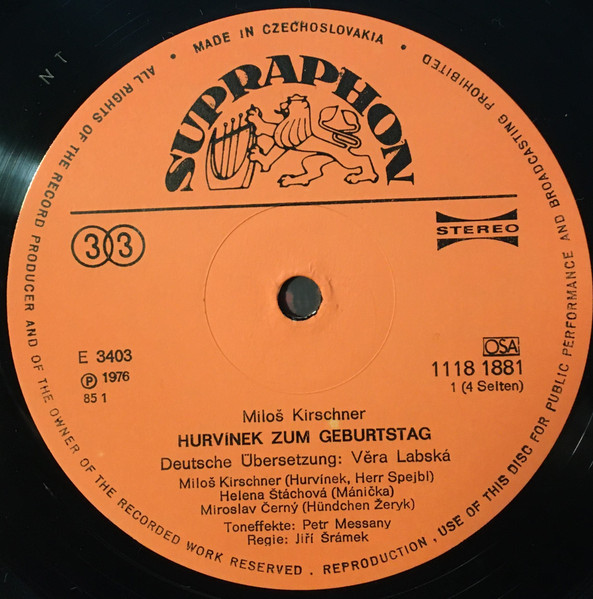 NT
ALL RIGHTS OF THE RECORD PRODUCER AND OF THE OWNER OF THE RECORDED WORK RESERVED . REPRODUCTION , USE OF THIS DISC FOR PUBLIC PERFORMANCE AND BROADCASTING PROHIBITED
• MADE IN CZECHOSLOVAKIA •
SUPRAPHON
33
STEREO
E 3403
Ⓟ 1976
85 1
OSA
1118 1881
1 (4 Seiten)
Miloš Kirschner
HURVÍNEK ZUM GEBURTSTAG
Deutsche Übersetzung: Věra Labská
Miloš Kirschner (Hurvínek, Herr Spejbl)
Helena Štáchová (Mánička)
Miroslav Černý (Hündchen Žeryk)
Toneffekte: Petr Messany
Regie: Jiří Šrámek